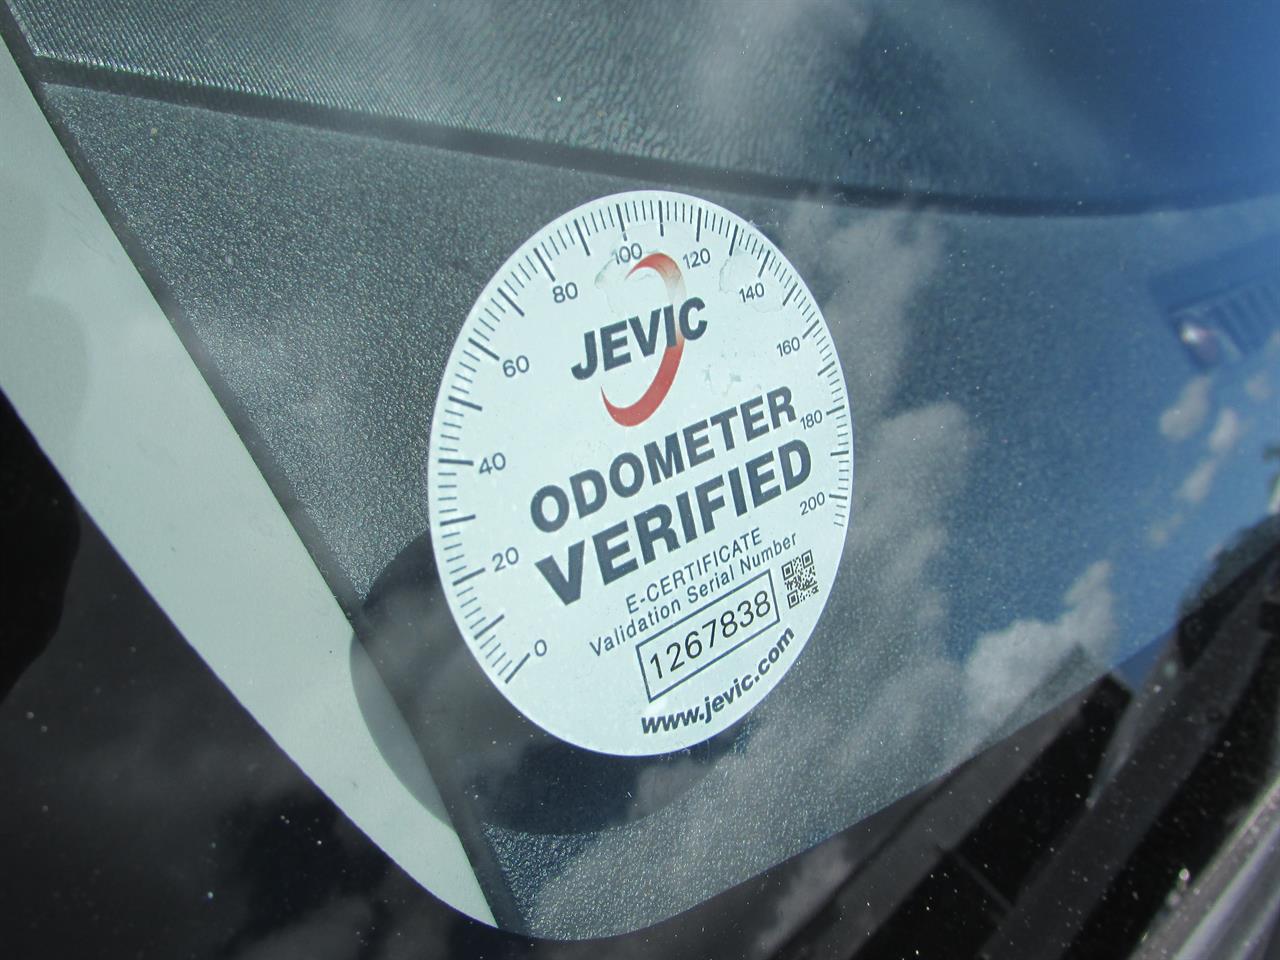 0
20
40
60
80
100
120
140
160
180
200
JEVIC
ODOMETER
VERIFIED
E-CERTIFICATE
Validation Serial Number
1267838
www.jevic.com